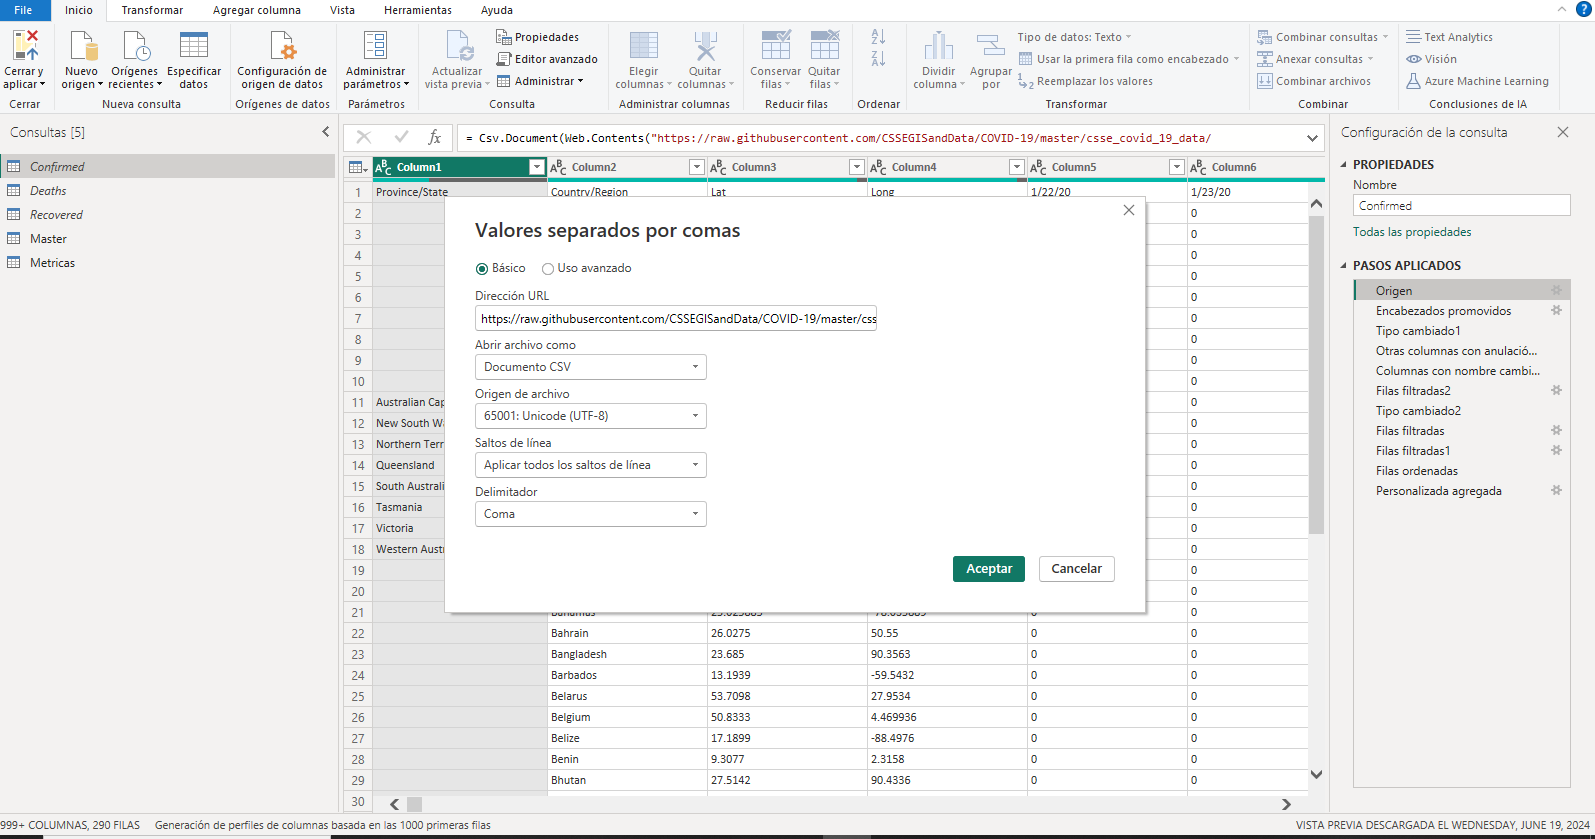 File Inicio Transformar Agregar columna Vista Herramientas Ayuda
Cerrar y aplicar
Cerrar
Nuevo origen
Orígenes recientes
Especificar datos
Nueva consulta
Configuración de origen de datos
Orígenes de datos
Administrar parámetros
Parámetros
Actualizar vista previa
Propiedades
Editor avanzado
Administrar
Consulta
Elegir columnas
Quitar columnas
Administrar columnas
Conservar filas
Quitar filas
Reducir filas
Ordenar
Dividir columna
Agrupar por
Tipo de datos: Texto
Usar la primera fila como encabezado
Reemplazar los valores
Transformar
Combinar consultas
Anexar consultas
Combinar archivos
Combinar
Text Analytics
Visión
Azure Machine Learning
Conclusiones de IA
Consultas [5]
Confirmed
Deaths
Recovered
Master
Metricas
fx = Csv.Document(Web.Contents("https://raw.githubusercontent.com/CSSEGISandData/COVID-19/master/csse_covid_19_data/
Column1 Column2 Column3 Column4 Column5 Column6
1 Province/State Country/Region Lat Long 1/22/20 1/23/20
2 0
3 0
4 0
5 0
6 0
7 0
8 0
9 0
10 0
11 Australian Cap 0
12 New South Wa 0
13 Northern Terr 0
14 Queensland 0
15 South Australi 0
16 Tasmania 0
17 Victoria 0
18 Western Austr 0
19 0
20 0
21 0 0
22 Bahrain 26.0275 50.55 0 0
23 Bangladesh 23.685 90.3563 0 0
24 Barbados 13.1939 -59.5432 0 0
25 Belarus 53.7098 27.9534 0 0
26 Belgium 50.8333 4.469936 0 0
27 Belize 17.1899 -88.4976 0 0
28 Benin 9.3077 2.3158 0 0
29 Bhutan 27.5142 90.4336 0 0
30
Valores separados por comas
Básico Uso avanzado
Dirección URL
https://raw.githubusercontent.com/CSSEGISandData/COVID-19/master/css
Abrir archivo como
Documento CSV
Origen de archivo
65001: Unicode (UTF-8)
Saltos de línea
Aplicar todos los saltos de línea
Delimitador
Coma
Aceptar Cancelar
Configuración de la consulta
PROPIEDADES
Nombre
Confirmed
Todas las propiedades
PASOS APLICADOS
Origen
Encabezados promovidos
Tipo cambiado1
Otras columnas con anulació...
Columnas con nombre cambi...
Filas filtradas2
Tipo cambiado2
Filas filtradas
Filas filtradas1
Filas ordenadas
Personalizada agregada
999+ COLUMNAS, 290 FILAS Generación de perfiles de columnas basada en las 1000 primeras filas
VISTA PREVIA DESCARGADA EL WEDNESDAY, JUNE 19, 2024